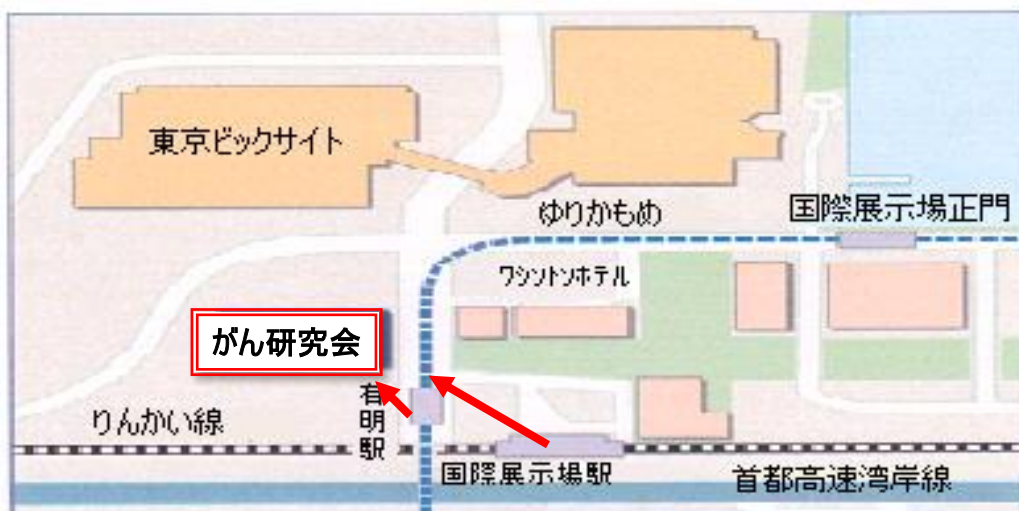 東京ビックサイト
ゆりかもめ
国際展示場正門
ワシントンホテル
がん研究会
有明駅
りんかい線
国際展示場駅
首都高速湾岸線